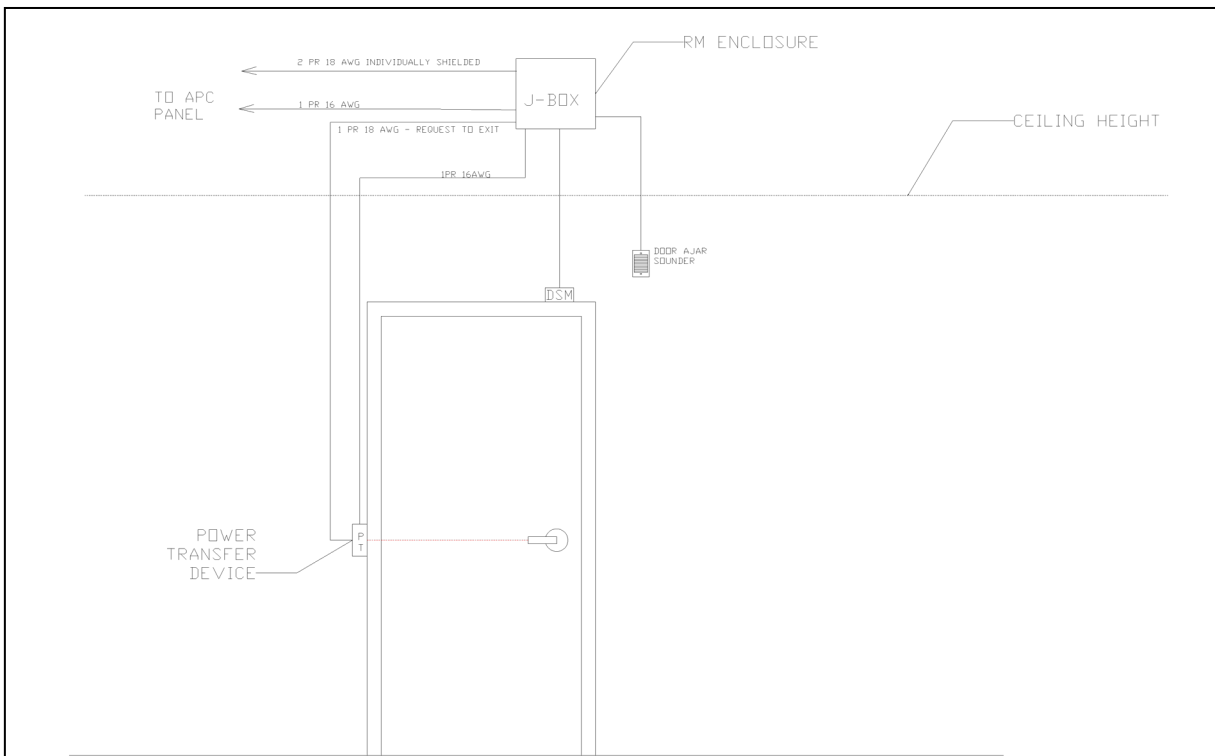 RM ENCLOSURE
2 PR 18 AWG INDIVIDUALLY SHIELDED
J-BOX
TO APC
PANEL
1 PR 16 AWG
CEILING HEIGHT
1 PR 18 AWG - REQUEST TO EXIT
1PR 16AWG
DOOR AJAR
SOUNDER
DSM
POWER
TRANSFER
DEVICE
P
T